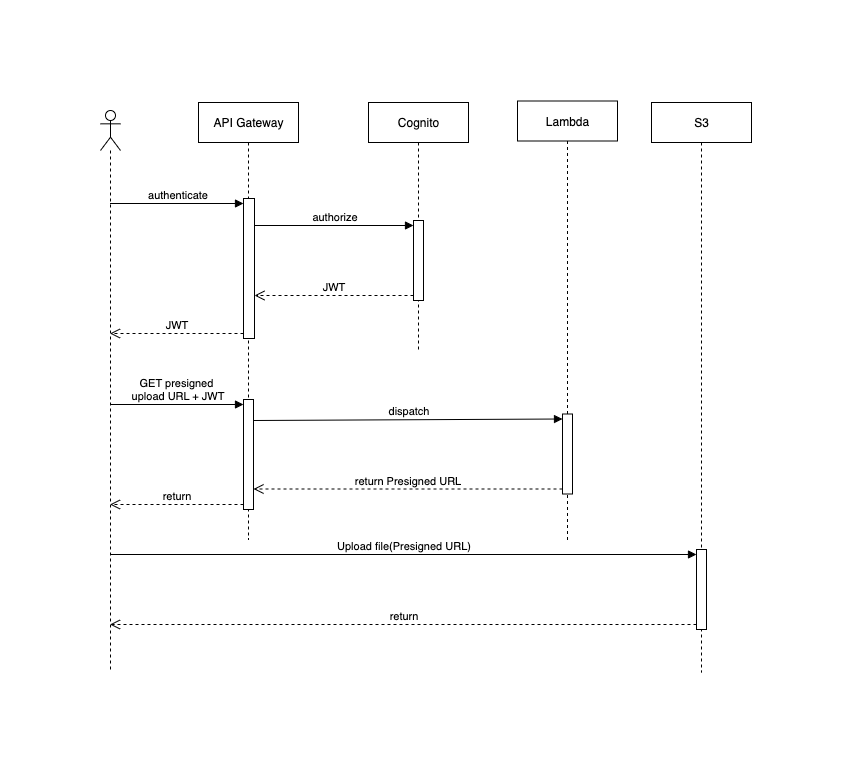 API Gateway
Cognito
Lambda
S3
authenticate
authorize
JWT
JWT
GET presigned
upload URL + JWT
dispatch
return Presigned URL
return
Upload file(Presigned URL)
return